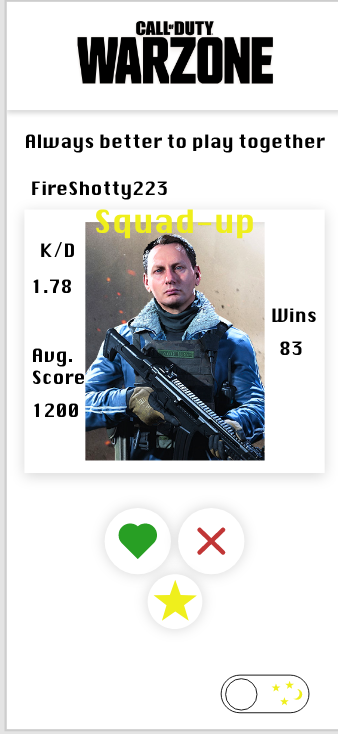 CALL OF DUTY
WARZONE
Always better to play together
FireShotty223
Squad-up
K/D
1.78
Wins
83
Avg.
Score
1200